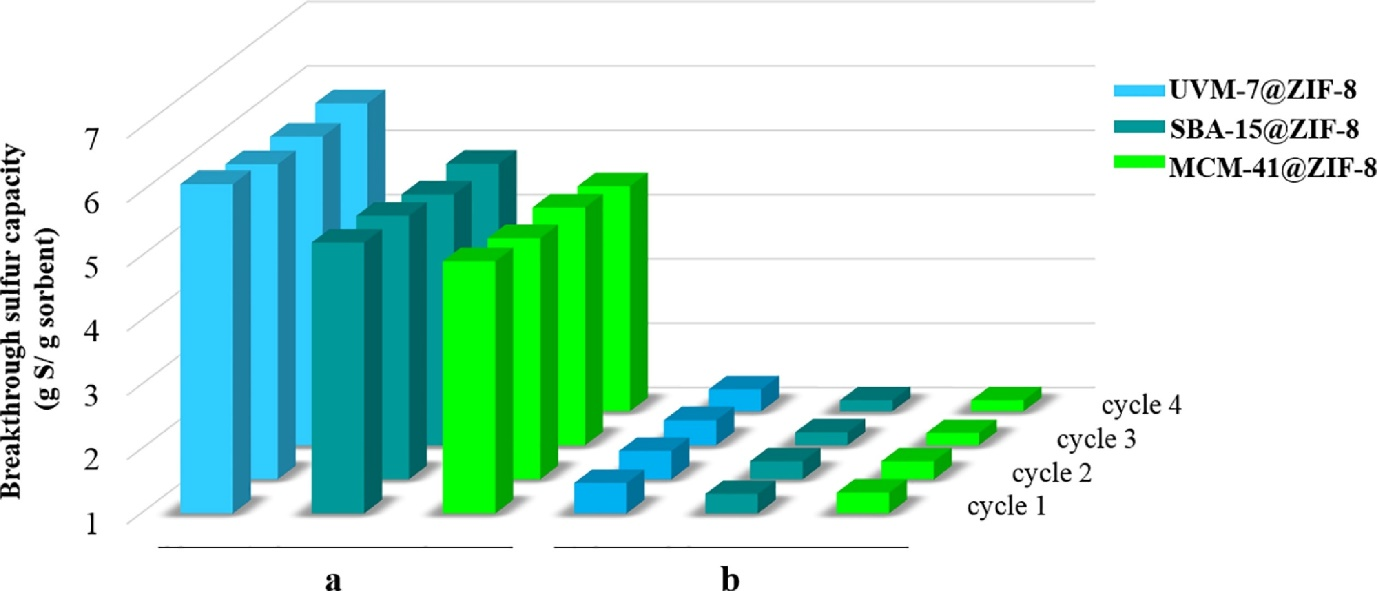 Breakthrough sulfur capacity
(g S/ g sorbent)
7
6
5
4
3
2
1
UVM-7@ZIF-8
SBA-15@ZIF-8
MCM-41@ZIF-8
cycle 4
cycle 3
cycle 2
cycle 1
a
b